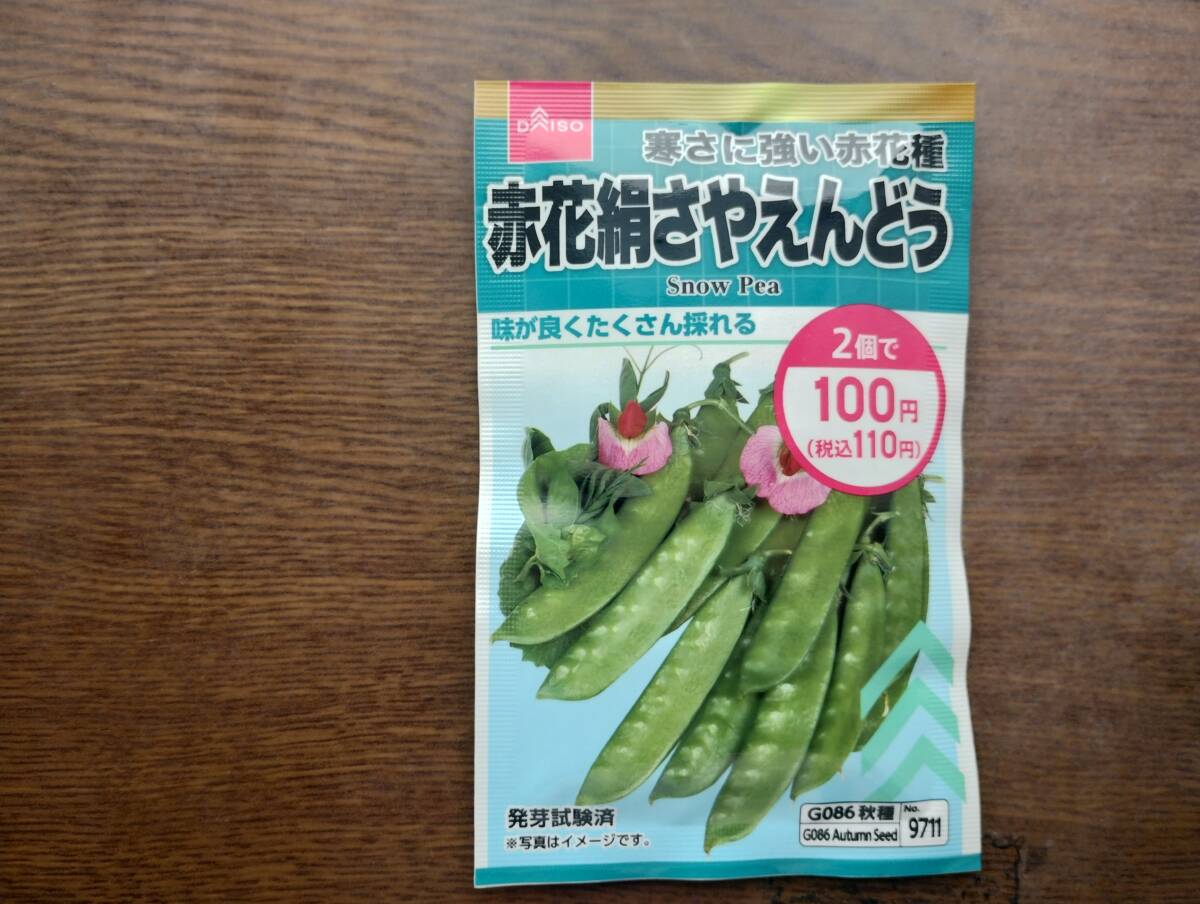 DAISO
寒さに強い赤花種
赤花絹さやえんどう
Snow Pea
味が良くたくさん採れる
2個で
100円
(税込110円)
発芽試験済
※写真はイメージです。
G086 秋種
G086 Autumn Seed
No.
9711